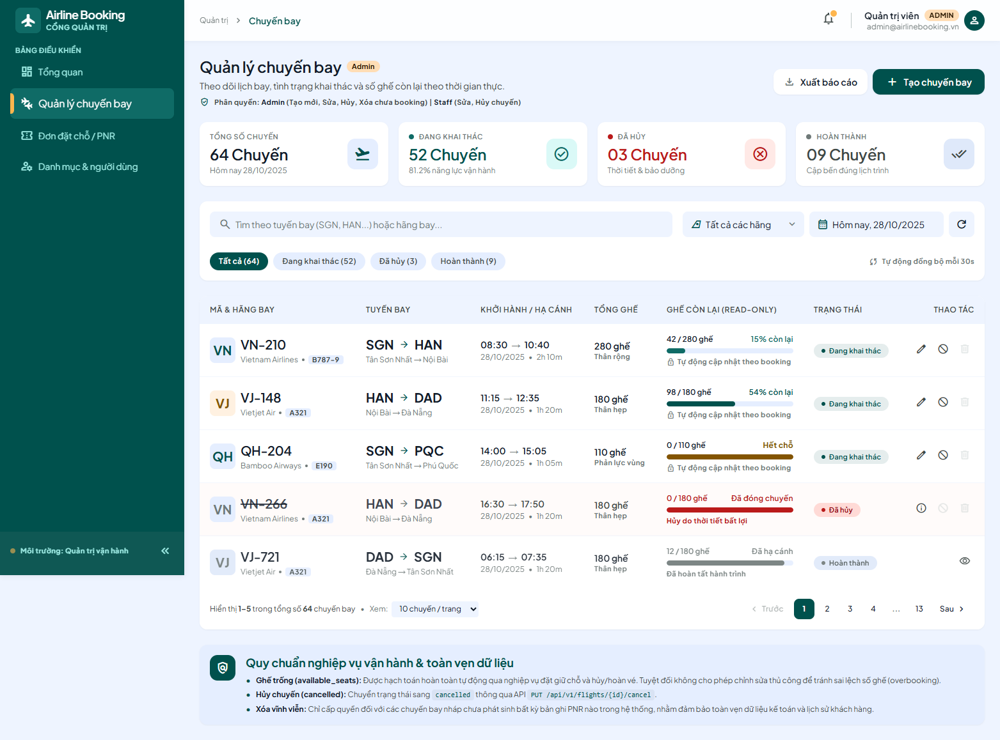 Airline Booking
CỔNG QUẢN TRỊ
BẢNG ĐIỀU KHIỂN
Tổng quan
Quản lý chuyến bay
Đơn đặt chỗ / PNR
Danh mục & người dùng
Môi trường: Quản trị vận hành
Quản trị
Chuyến bay
Quản trị viên ADMIN
admin@airlinebooking.vn
Quản lý chuyến bay Admin
Theo dõi lịch bay, tình trạng khai thác và số ghế còn lại theo thời gian thực.
Phân quyền: Admin (Tạo mới, Sửa, Hủy, Xóa chưa booking) | Staff (Sửa, Hủy chuyến)
Xuất báo cáo
Tạo chuyến bay
TỔNG SỐ CHUYẾN
64 Chuyến
Hôm nay 28/10/2025
ĐANG KHAI THÁC
52 Chuyến
81.2% năng lực vận hành
ĐÃ HỦY
03 Chuyến
Thời tiết & bảo dưỡng
HOÀN THÀNH
09 Chuyến
Cập bến đúng lịch trình
Tìm theo tuyến bay (SGN, HAN...) hoặc hãng bay...
Tất cả các hãng
Hôm nay, 28/10/2025
Tất cả (64)
Đang khai thác (52)
Đã hủy (3)
Hoàn thành (9)
Tự động đồng bộ mỗi 30s
MÃ & HÃNG BAY
TUYẾN BAY
KHỞI HÀNH / HẠ CÁNH
TỔNG GHẾ
GHẾ CÒN LẠI (READ-ONLY)
TRẠNG THÁI
THAO TÁC
VN
VN-210
Vietnam Airlines • B787-9
SGN → HAN
Tân Sơn Nhất → Nội Bài
08:30 → 10:40
28/10/2025 • 2h 10m
280 ghế
Thân rộng
42 / 280 ghế
15% còn lại
Tự động cập nhật theo booking
Đang khai thác
VJ
VJ-148
Vietjet Air • A321
HAN → DAD
Nội Bài → Đà Nẵng
11:15 → 12:35
28/10/2025 • 1h 20m
180 ghế
Thân hẹp
98 / 180 ghế
54% còn lại
Tự động cập nhật theo booking
Đang khai thác
QH
QH-204
Bamboo Airways • E190
SGN → PQC
Tân Sơn Nhất → Phú Quốc
14:00 → 15:05
28/10/2025 • 1h 05m
110 ghế
Phản lực vùng
0 / 110 ghế
Hết chỗ
Tự động cập nhật theo booking
Đang khai thác
VN
VN-266
Vietnam Airlines • A321
HAN → DAD
Nội Bài → Đà Nẵng
16:30 → 17:50
28/10/2025 • 1h 20m
180 ghế
Thân hẹp
0 / 180 ghế
Đã đóng chuyến
Hủy do thời tiết bất lợi
Đã hủy
VJ
VJ-721
Vietjet Air • A321
DAD → SGN
Đà Nẵng → Tân Sơn Nhất
06:15 → 07:35
28/10/2025 • 1h 20m
180 ghế
Thân hẹp
12 / 180 ghế
Đã hạ cánh
Đã hoàn tất hành trình
Hoàn thành
Hiển thị 1–5 trong tổng số 64 chuyến bay • Xem: 10 chuyến / trang
Trước 1 2 3 4 ... 13 Sau
Quy chuẩn nghiệp vụ vận hành & toàn vẹn dữ liệu
• Ghế trống (available_seats): Được hạch toán hoàn toàn tự động qua nghiệp vụ đặt giữ chỗ và hủy/hoàn vé. Tuyệt đối không cho phép chỉnh sửa thủ công để tránh sai lệch số ghế (overbooking).
• Hủy chuyến (cancelled): Chuyển trạng thái sang cancelled thông qua API PUT /api/v1/flights/{id}/cancel.
• Xóa vĩnh viễn: Chỉ cấp quyền đối với các chuyến bay nháp chưa phát sinh bất kỳ bản ghi PNR nào trong hệ thống, nhằm đảm bảo toàn vẹn dữ liệu kế toán và lịch sử khách hàng.